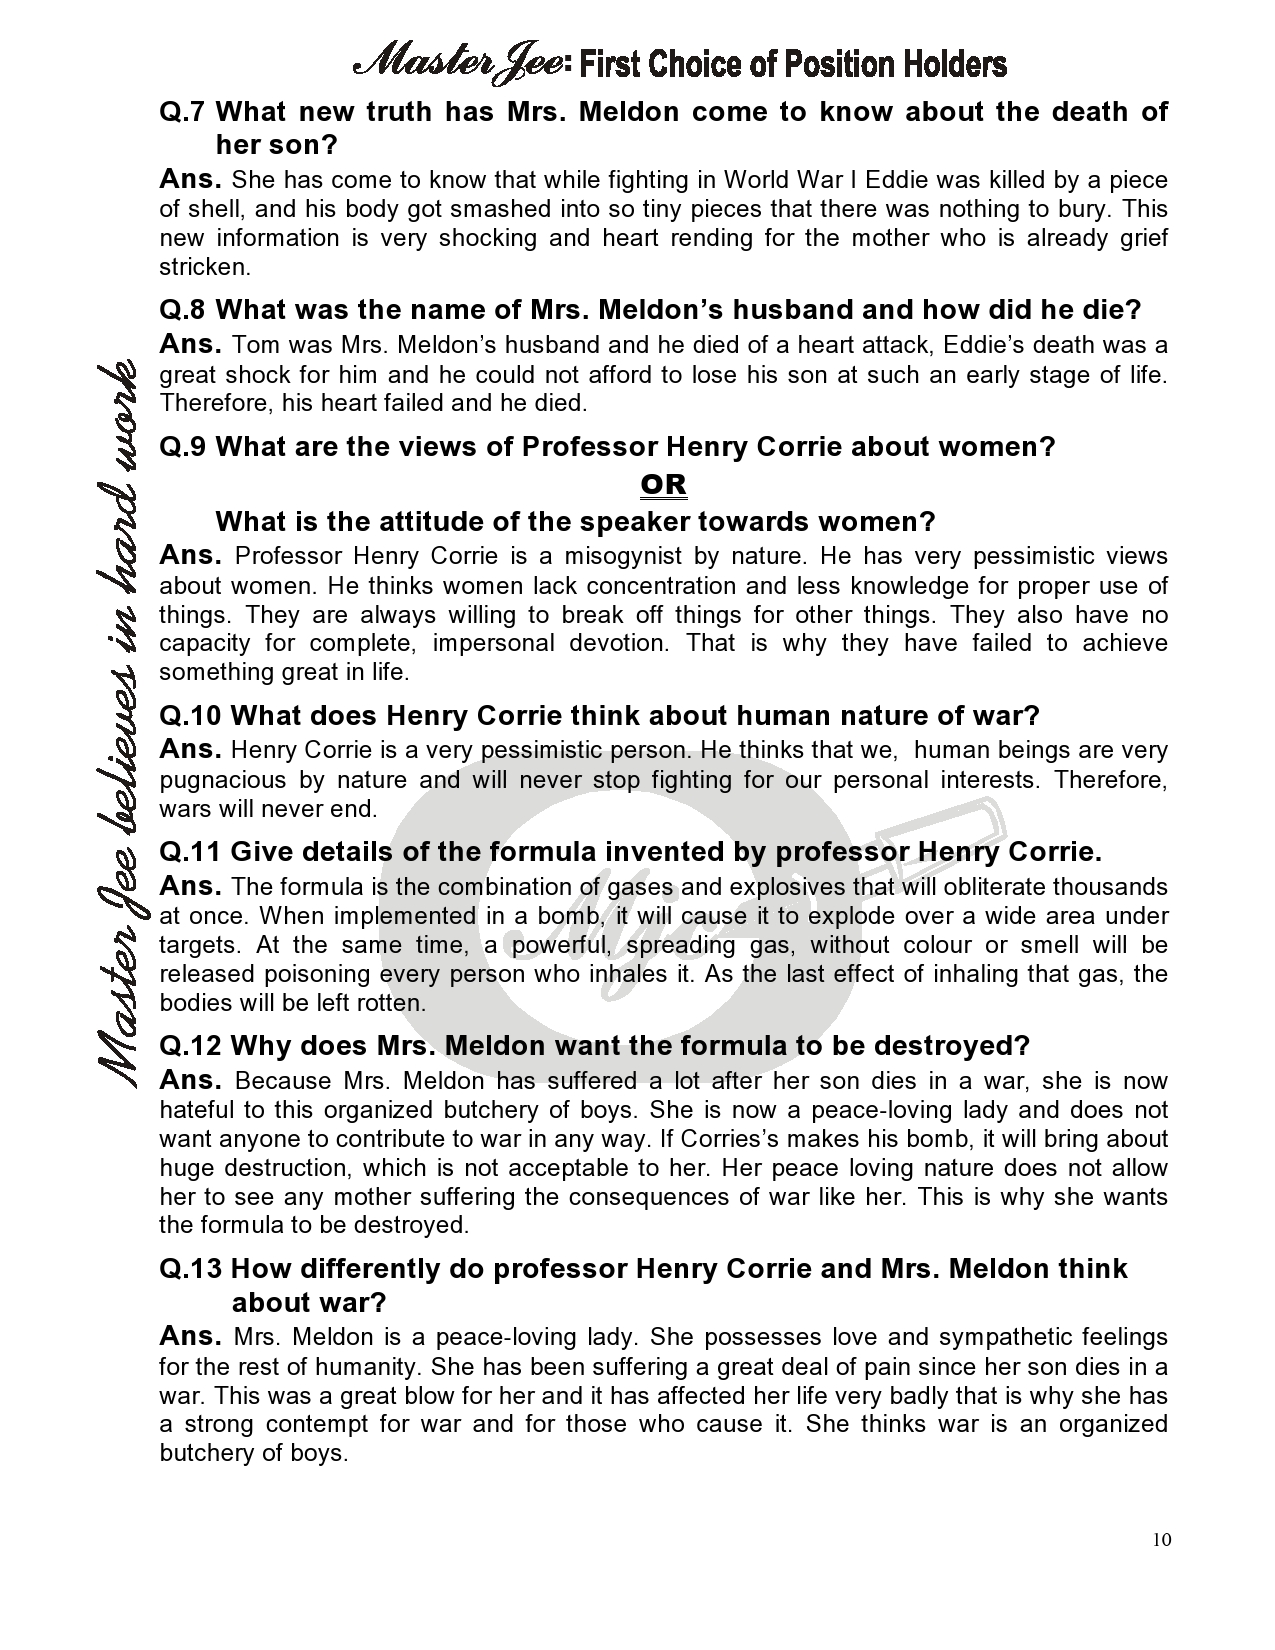 Master Jee: First Choice of Position Holders
Q.7 What new truth has Mrs. Meldon come to know about the death of
her son?
Ans. She has come to know that while fighting in World War I Eddie was killed by a piece
of shell, and his body got smashed into so tiny pieces that there was nothing to bury. This
new information is very shocking and heart rending for the mother who is already grief
stricken.
Q.8 What was the name of Mrs. Meldon’s husband and how did he die?
Ans. Tom was Mrs. Meldon’s husband and he died of a heart attack, Eddie’s death was a
great shock for him and he could not afford to lose his son at such an early stage of life.
Therefore, his heart failed and he died.
Q.9 What are the views of Professor Henry Corrie about women?
OR
What is the attitude of the speaker towards women?
Ans. Professor Henry Corrie is a misogynist by nature. He has very pessimistic views
about women. He thinks women lack concentration and less knowledge for proper use of
things. They are always willing to break off things for other things. They also have no
capacity for complete, impersonal devotion. That is why they have failed to achieve
something great in life.
Q.10 What does Henry Corrie think about human nature of war?
Ans. Henry Corrie is a very pessimistic person. He thinks that we, human beings are very
pugnacious by nature and will never stop fighting for our personal interests. Therefore,
wars will never end.
Q.11 Give details of the formula invented by professor Henry Corrie.
Ans. The formula is the combination of gases and explosives that will obliterate thousands
at once. When implemented in a bomb, it will cause it to explode over a wide area under
targets. At the same time, a powerful, spreading gas, without colour or smell will be
released poisoning every person who inhales it. As the last effect of inhaling that gas, the
bodies will be left rotten.
Q.12 Why does Mrs. Meldon want the formula to be destroyed?
Ans. Because Mrs. Meldon has suffered a lot after her son dies in a war, she is now
hateful to this organized butchery of boys. She is now a peace-loving lady and does not
want anyone to contribute to war in any way. If Corries’s makes his bomb, it will bring about
huge destruction, which is not acceptable to her. Her peace loving nature does not allow
her to see any mother suffering the consequences of war like her. This is why she wants
the formula to be destroyed.
Q.13 How differently do professor Henry Corrie and Mrs. Meldon think
about war?
Ans. Mrs. Meldon is a peace-loving lady. She possesses love and sympathetic feelings
for the rest of humanity. She has been suffering a great deal of pain since her son dies in a
war. This was a great blow for her and it has affected her life very badly that is why she has
a strong contempt for war and for those who cause it. She thinks war is an organized
butchery of boys.
Master Jee believes in hard work
Mjc
10